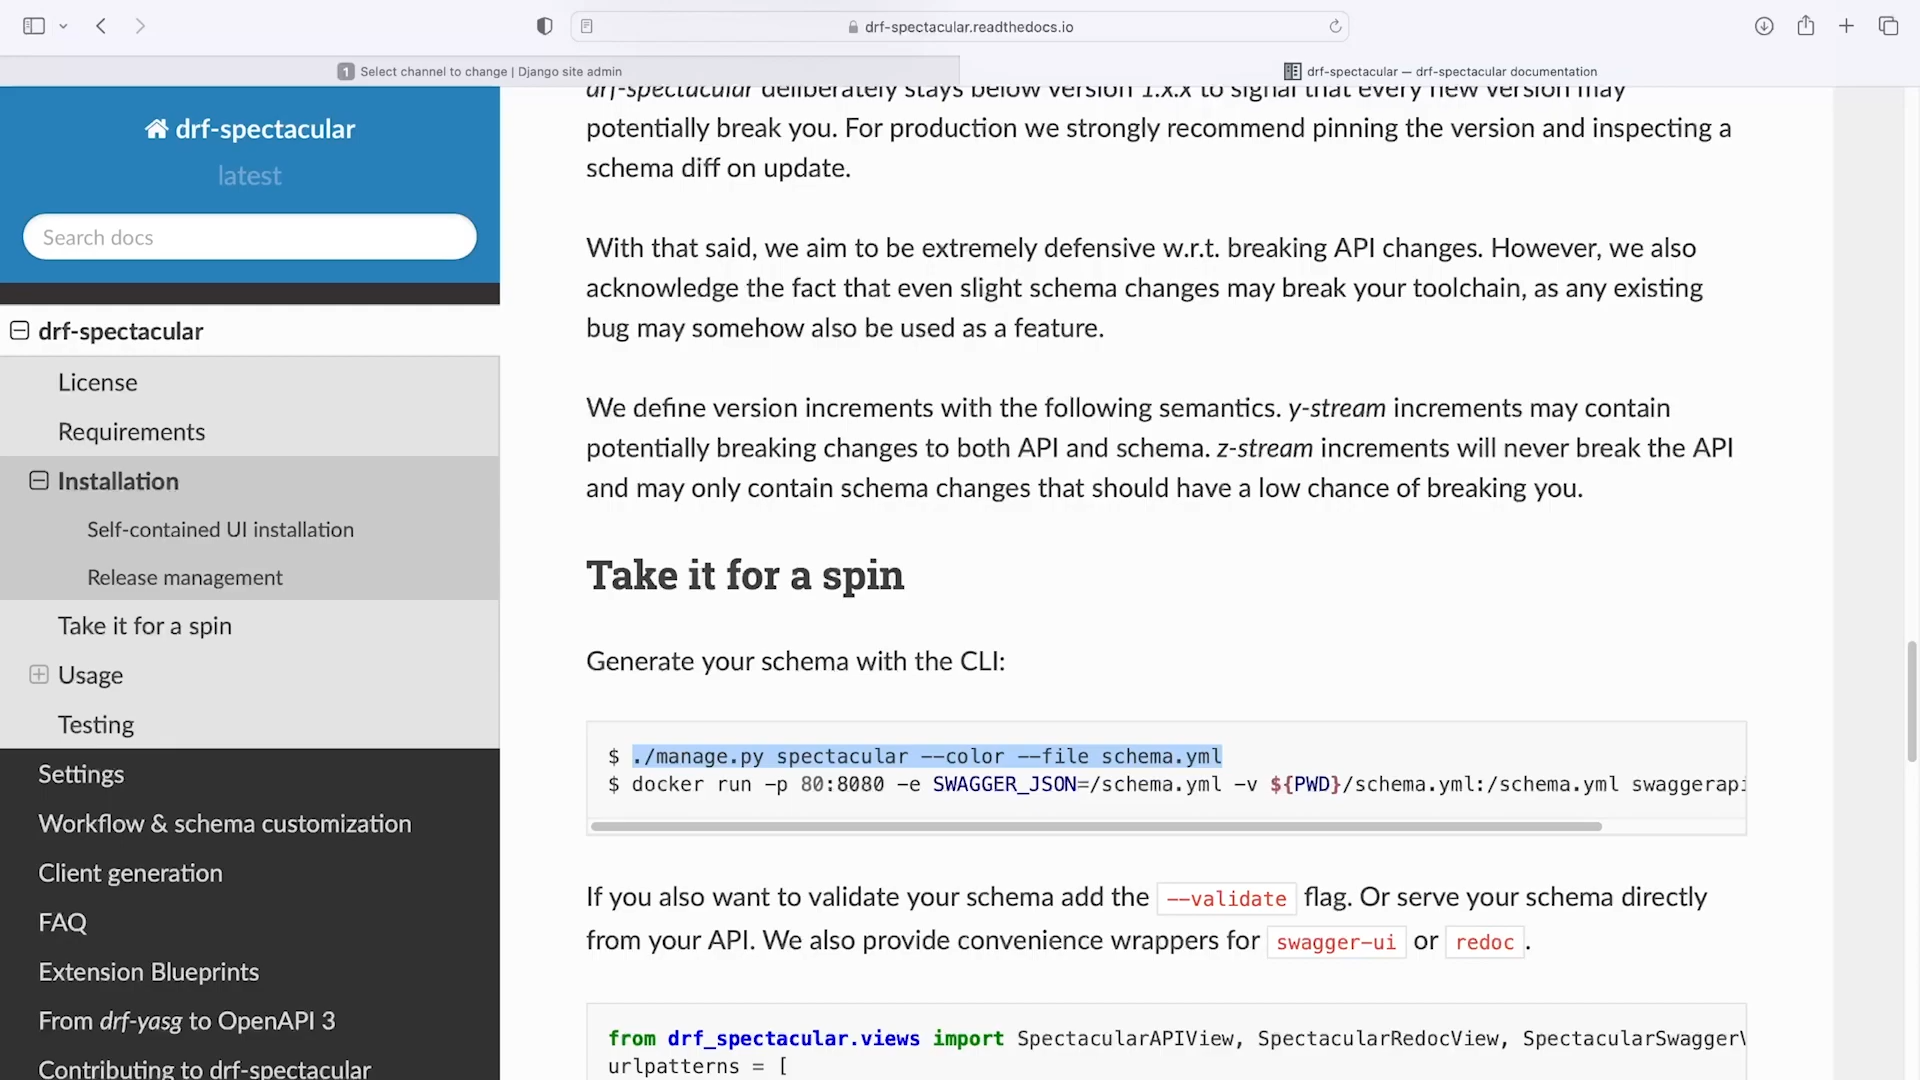 drf-spectacular.readthedocs.io
1 Select channel to change | Django site admin
drf-spectacular — drf-spectacular documentation
drf-spectacular
latest
Search docs
drf-spectacular
License
Requirements
Installation
Self-contained UI installation
Release management
Take it for a spin
Usage
Testing
Settings
Workflow & schema customization
Client generation
FAQ
Extension Blueprints
From drf-yasg to OpenAPI 3
Contributing to drf-spectacular
drf-spectacular deliberately stays below version 1.x.x to signal that every new version may
potentially break you. For production we strongly recommend pinning the version and inspecting a
schema diff on update.
With that said, we aim to be extremely defensive w.r.t. breaking API changes. However, we also
acknowledge the fact that even slight schema changes may break your toolchain, as any existing
bug may somehow also be used as a feature.
We define version increments with the following semantics. y-stream increments may contain
potentially breaking changes to both API and schema. z-stream increments will never break the API
and may only contain schema changes that should have a low chance of breaking you.
Take it for a spin
Generate your schema with the CLI:
$ ./manage.py spectacular --color --file schema.yml
$ docker run -p 80:8080 -e SWAGGER_JSON=/schema.yml -v ${PWD}/schema.yml:/schema.yml swaggerapi
If you also want to validate your schema add the --validate flag. Or serve your schema directly
from your API. We also provide convenience wrappers for swagger-ui or redoc.
from drf_spectacular.views import SpectacularAPIView, SpectacularRedocView, SpectacularSwaggerV
urlpatterns = [